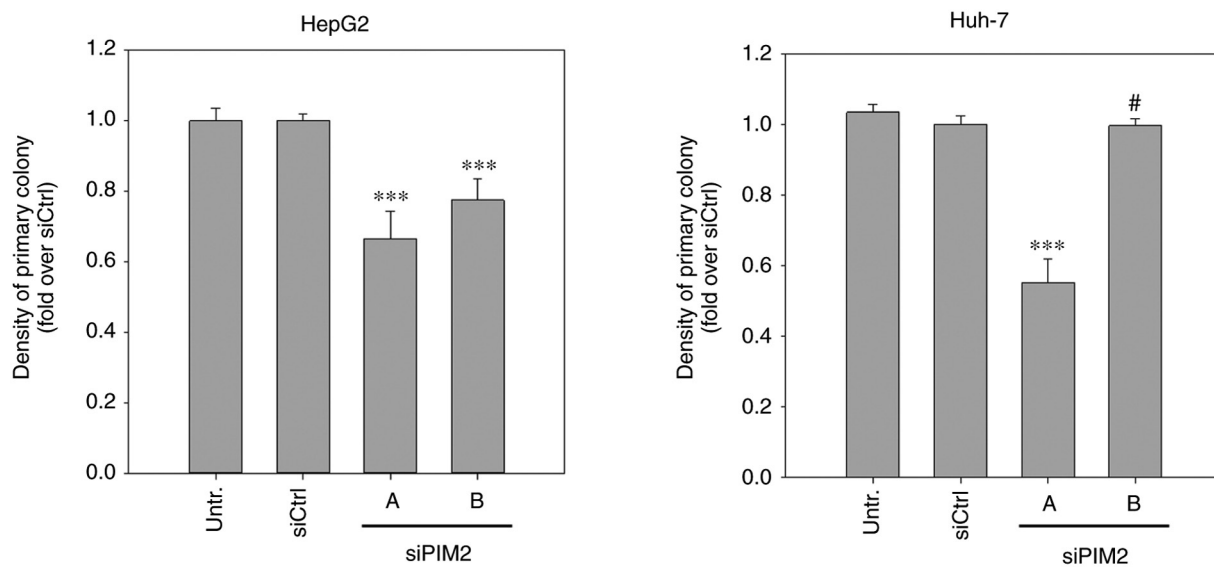 HepG2
Density of primary colony
(fold over siCtrl)
1.2
1.0
0.8
0.6
0.4
0.2
0.0
***
***
Untr.
siCtrl
A
B
siPIM2
Huh-7
Density of primary colony
(fold over siCtrl)
1.2
1.0
0.8
0.6
0.4
0.2
0.0
***
#
Untr.
siCtrl
A
B
siPIM2